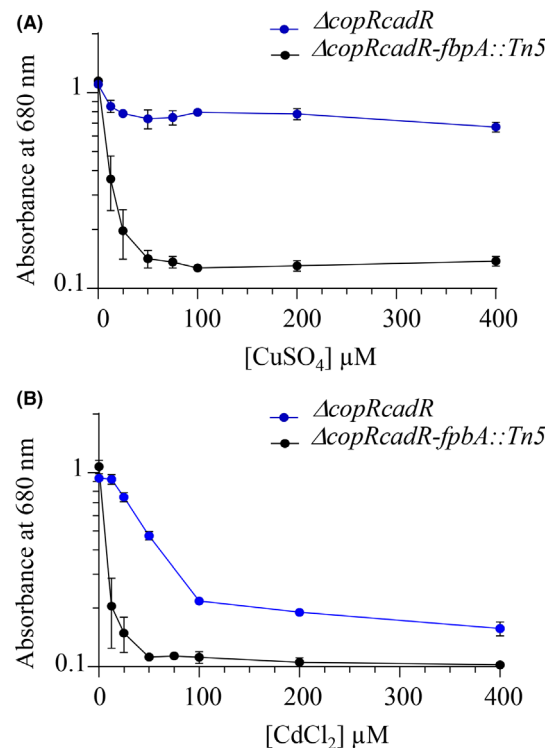 (A)
ΔcopRcadR
ΔcopRcadR-fbpA::Tn5
Absorbance at 680 nm
1
0.1
0 100 200 300 400
[CuSO₄] µM
(B)
ΔcopRcadR
ΔcopRcadR-fpbA::Tn5
Absorbance at 680 nm
1
0.1
0 100 200 300 400
[CdCl₂] µM